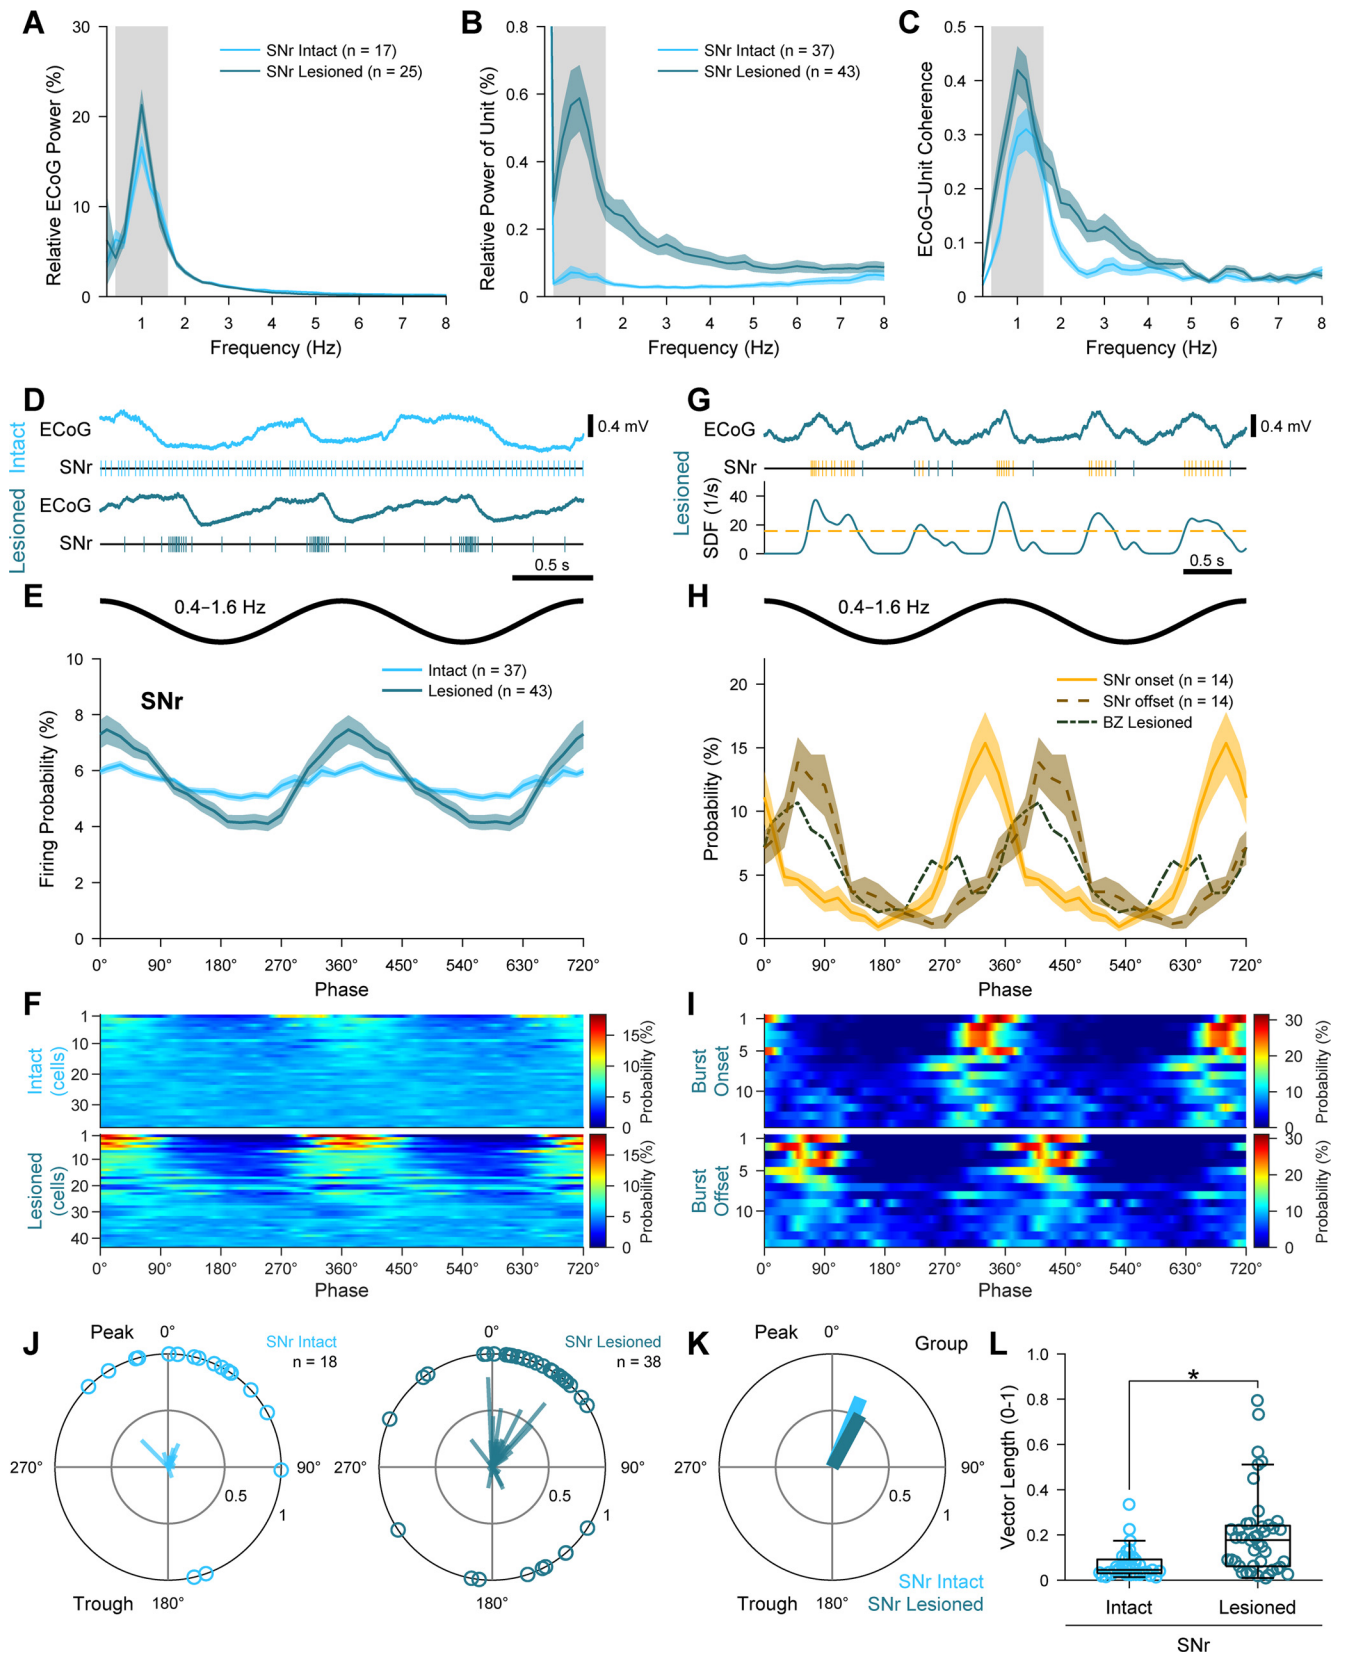 A
Relative ECoG Power (%)
30
20
10
0
SNr Intact (n = 17)
SNr Lesioned (n = 25)
1 2 3 4 5 6 7 8
Frequency (Hz)
B
Relative Power of Unit (%)
0.8
0.6
0.4
0.2
0
SNr Intact (n = 37)
SNr Lesioned (n = 43)
1 2 3 4 5 6 7 8
Frequency (Hz)
C
ECoG–Unit Coherence
0.5
0.4
0.3
0.2
0.1
0
1 2 3 4 5 6 7 8
Frequency (Hz)
D
Intact
ECoG
0.4 mV
SNr
Lesioned
ECoG
SNr
0.5 s
G
Lesioned
ECoG
0.4 mV
SNr
SDF (1/s)
40
20
0
0.5 s
E
0.4–1.6 Hz
Firing Probability (%)
10
8
6
4
2
0
SNr
Intact (n = 37)
Lesioned (n = 43)
0° 90° 180° 270° 360° 450° 540° 630° 720°
Phase
H
0.4–1.6 Hz
Probability (%)
20
15
10
5
0
SNr onset (n = 14)
SNr offset (n = 14)
BZ Lesioned
0° 90° 180° 270° 360° 450° 540° 630° 720°
Phase
F
Intact
(cells)
1
10
20
30
15
10
5
0
Probability (%)
Lesioned
(cells)
1
10
20
30
40
15
10
5
0
Probability (%)
0° 90° 180° 270° 360° 450° 540° 630° 720°
Phase
I
Burst
Onset
1
5
10
30
20
10
0
Probability (%)
Burst
Offset
1
5
10
30
20
10
0
Probability (%)
0° 90° 180° 270° 360° 450° 540° 630° 720°
Phase
J
Peak
0°
SNr Intact
n = 18
270°
90°
0.5
1
Trough
180°
0°
SNr Lesioned
n = 38
270°
90°
0.5
1
180°
K
Peak
0°
Group
270°
90°
0.5
1
SNr Intact
Trough
180°
SNr Lesioned
L
Vector Length (0-1)
1.0
0.8
0.6
0.4
0.2
0
*
Intact
Lesioned
SNr